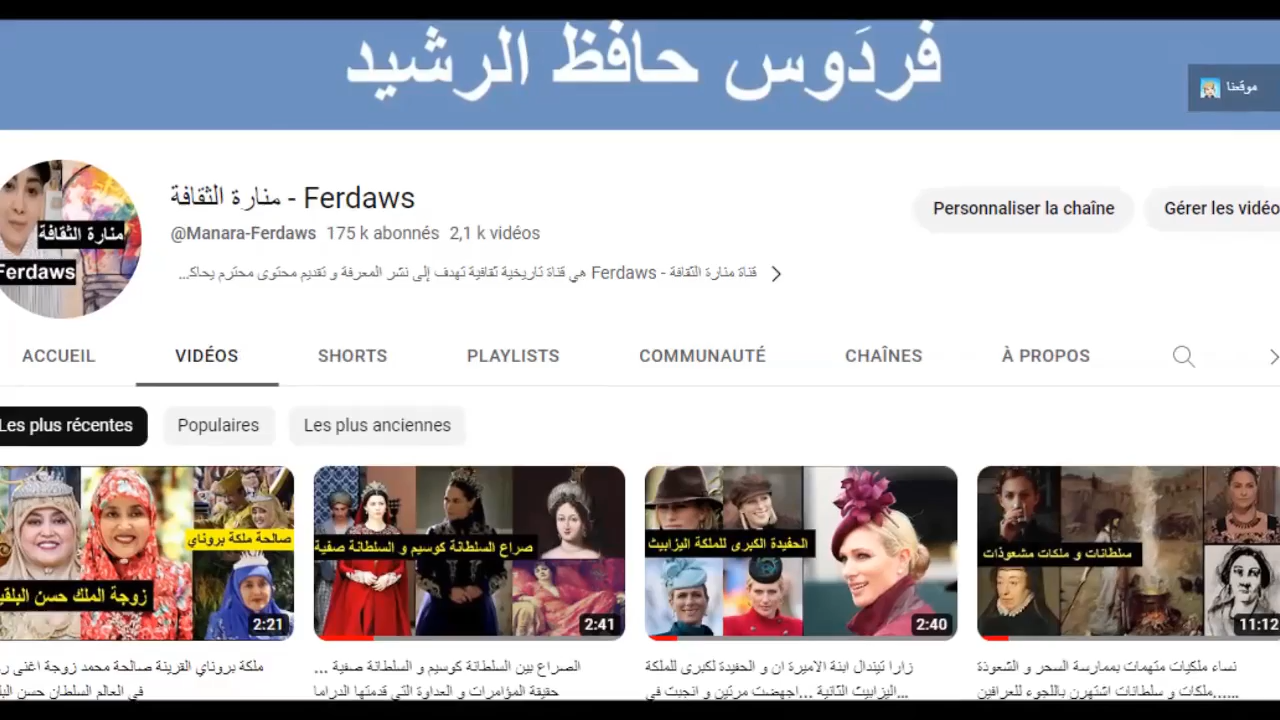 فردَوس حافظ الرشيد
موقعنا
منارة الثقافة - Ferdaws
@Manara-Ferdaws 175 k abonnés 2,1 k vidéos
قناة منارة الثقافة - Ferdaws هي قناة تاريخية ثقافية تهدف إلى نشر المعرفة و تقديم محتوى محترم يحاك...
Personnaliser la chaîne
Gérer les vidéo
منارة الثقافة
Ferdaws
ACCUEIL VIDÉOS SHORTS PLAYLISTS COMMUNAUTÉ CHAÎNES À PROPOS
Les plus récentes Populaires Les plus anciennes
صالحة ملكة بروناي
زوجة الملك حسن البلقي
2:21
صراع السلطانة كوسيم و السلطانة صفية
2:41
الحفيدة الكبرى للملكة اليزابيث
2:40
سلطانات و ملكات مشعوذات
11:12
ملكة بروناي القرينة صالحة محمد زوجة اغنى
في العالم السلطان حسن
الصراع بين السلطانة كوسيم و السلطانة صفية ...
حقيقة المؤامرات و العداوة التي قدمتها الدراما
زارا تيندال ابنة الاميرة ان و الحفيدة لكبرى للملكة
اليزابيث الثانية ...اجهضت مرتين و انجبت في...
نساء ملكيات متهمات بممارسة السحر و الشعوذة
......ملكات و سلطانات اشتهرن باللجوء للعرافين